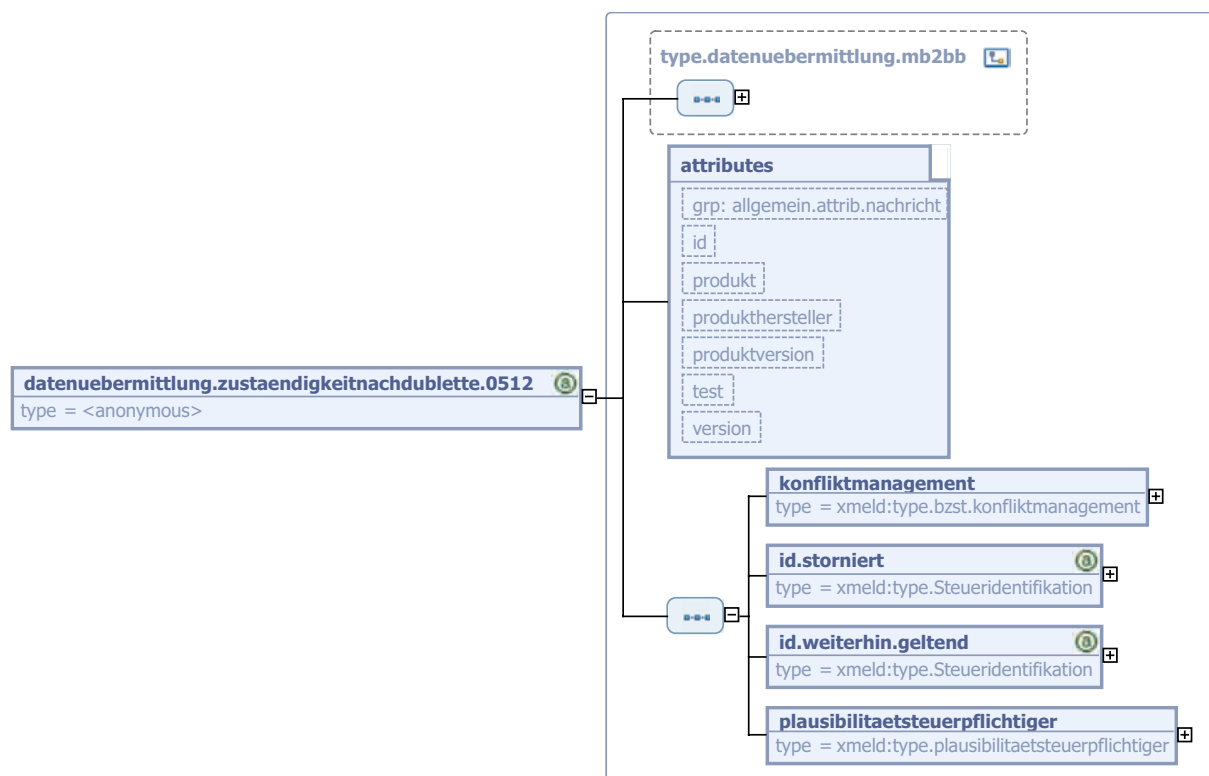 type.datenuebermittlung.mb2bb
attributes
grp: allgemein.attrib.nachricht
id
produkt
produkthersteller
produktversion
test
version
datenuebermittlung.zustaendigkeitnachdublette.0512
type = <anonymous>
konfliktmanagement
type = xmeld:type.bzst.konfliktmanagement
id.storniert
type = xmeld:type.Steueridentifikation
id.weiterhin.geltend
type = xmeld:type.Steueridentifikation
plausibilitaetsteuerpflichtiger
type = xmeld:type.plausibilitaetsteuerpflichtiger